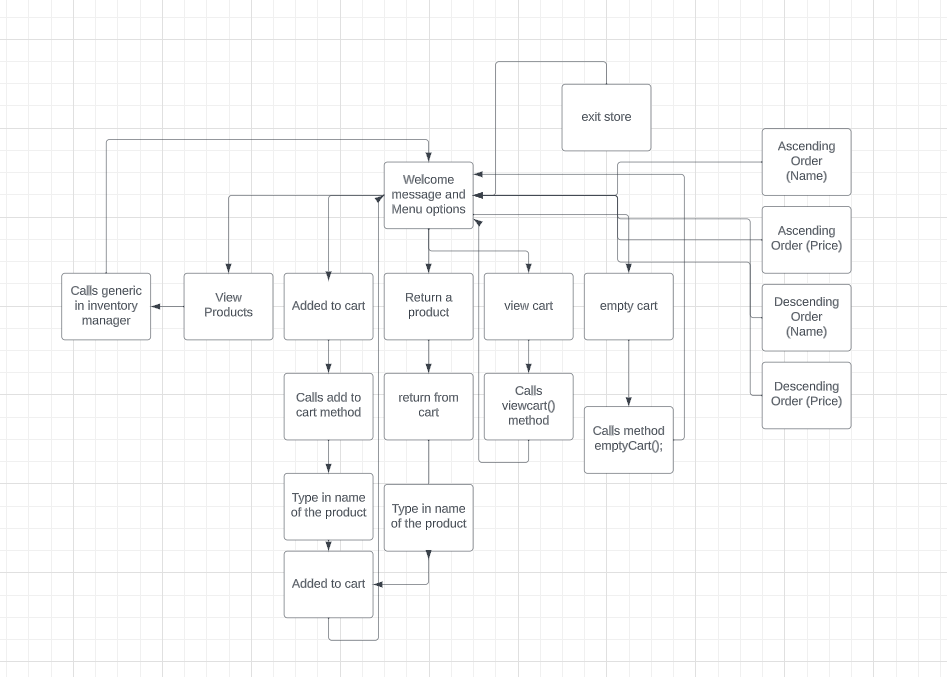 exit store
Ascending
Order
(Name)
Welcome
message and
Menu options
Ascending
Order (Price)
Calls generic
in inventory
manager
View
Products
Added to cart
Return a
product
view cart
empty cart
Descending
Order
(Name)
Descending
Order (Price)
Calls add to
cart method
return from
cart
Calls
viewcart()
method
Calls method
emptyCart();
Type in name
of the product
Type in name
of the product
Added to cart